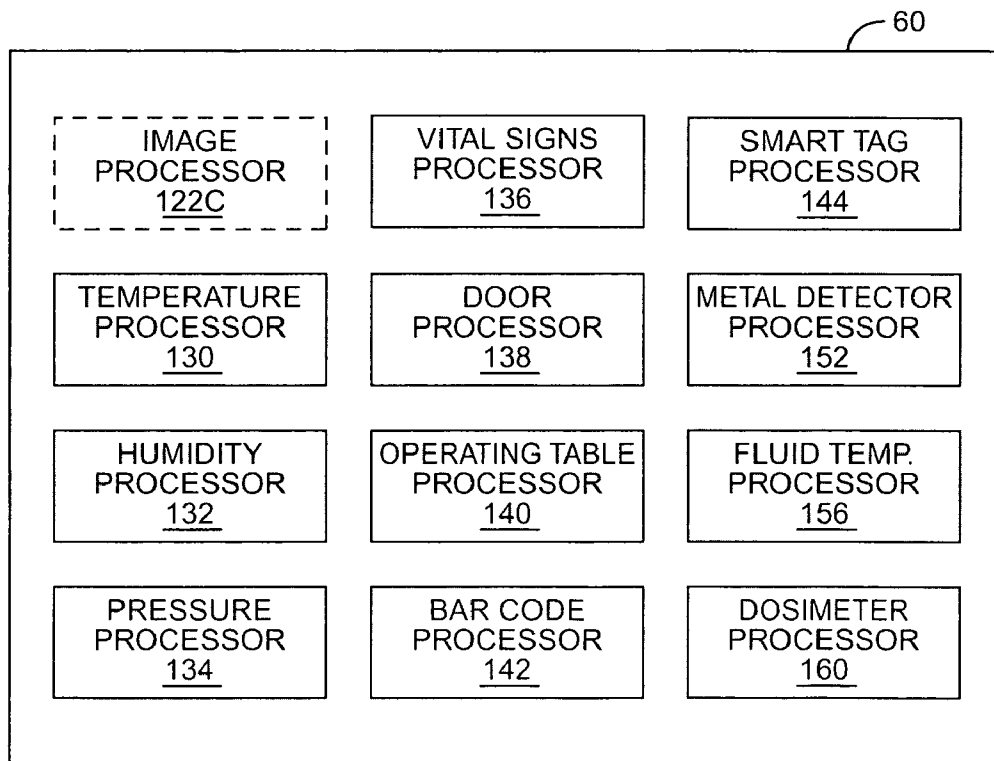 60
IMAGE
PROCESSOR
122C
VITAL SIGNS
PROCESSOR
136
SMART TAG
PROCESSOR
144
TEMPERATURE
PROCESSOR
130
DOOR
PROCESSOR
138
METAL DETECTOR
PROCESSOR
152
HUMIDITY
PROCESSOR
132
OPERATING TABLE
PROCESSOR
140
FLUID TEMP.
PROCESSOR
156
PRESSURE
PROCESSOR
134
BAR CODE
PROCESSOR
142
DOSIMETER
PROCESSOR
160